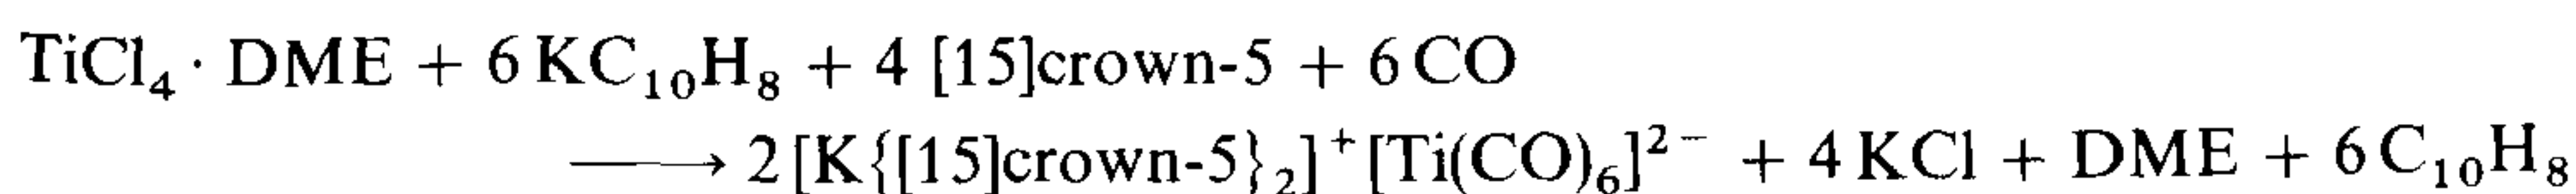 TiCl₄ · DME + 6 KC₁₀H₈ + 4 [15]crown-5 + 6 CO
⟶ 2 [K{[15]crown-5}₂]⁺[Ti(CO)₆]²⁻ + 4 KCl + DME + 6 C₁₀H₈